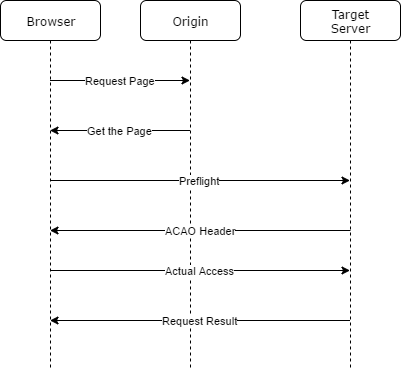 Browser
Origin
Target
Server
Request Page
Get the Page
Preflight
ACAO Header
Actual Access
Request Result